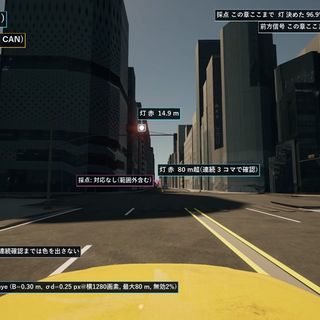 採点 この章ここまで 灯 決めた 96.9%
前方信号 この章ここまで
CAN)
灯 赤 14.9 m
採点: 対応なし(範囲外含む)
灯 赤 80 m超(連続 3 コマで確認)
連続確認までは色を出さない
eye (B=0.30 m, σd=0.25 px@横1280画素, 最大80 m, 無効2%)